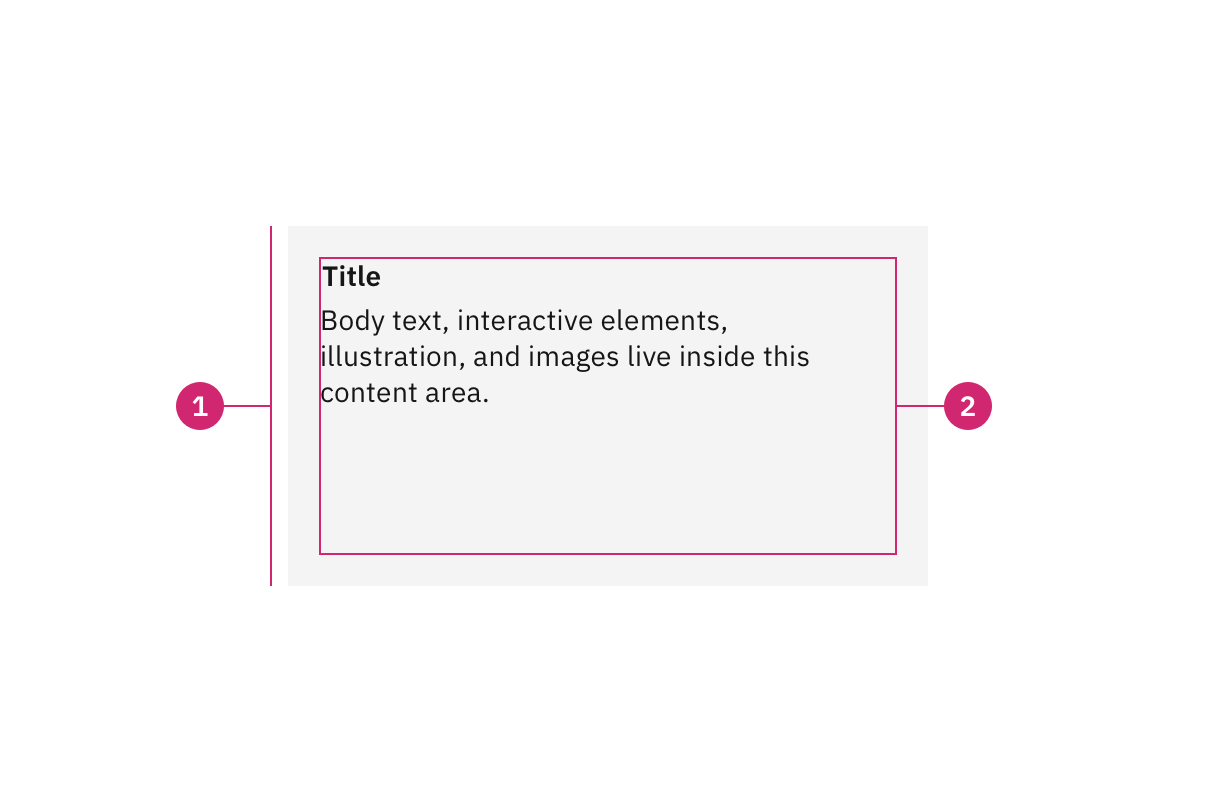 Title
Body text, interactive elements,
illustration, and images live inside this
content area.
1
2